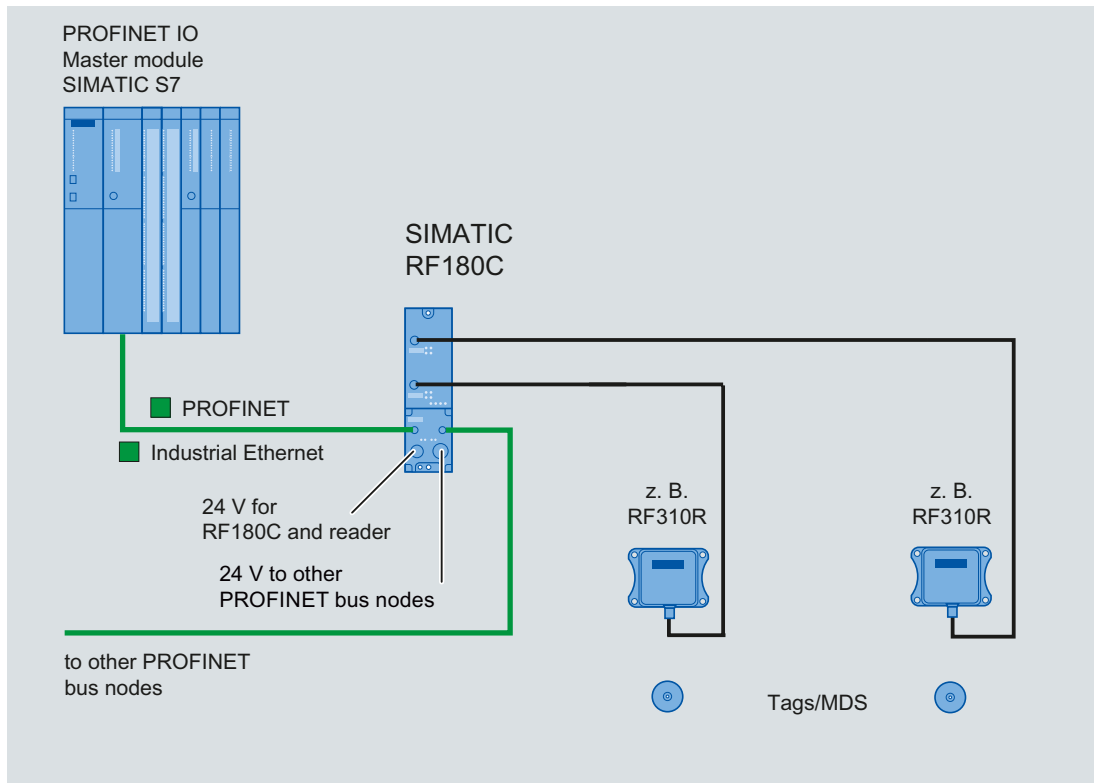 PROFINET IO
Master module
SIMATIC S7
SIMATIC
RF180C
PROFINET
Industrial Ethernet
24 V for
RF180C and reader
24 V to other
PROFINET bus nodes
to other PROFINET
bus nodes
z. B.
RF310R
z. B.
RF310R
Tags/MDS